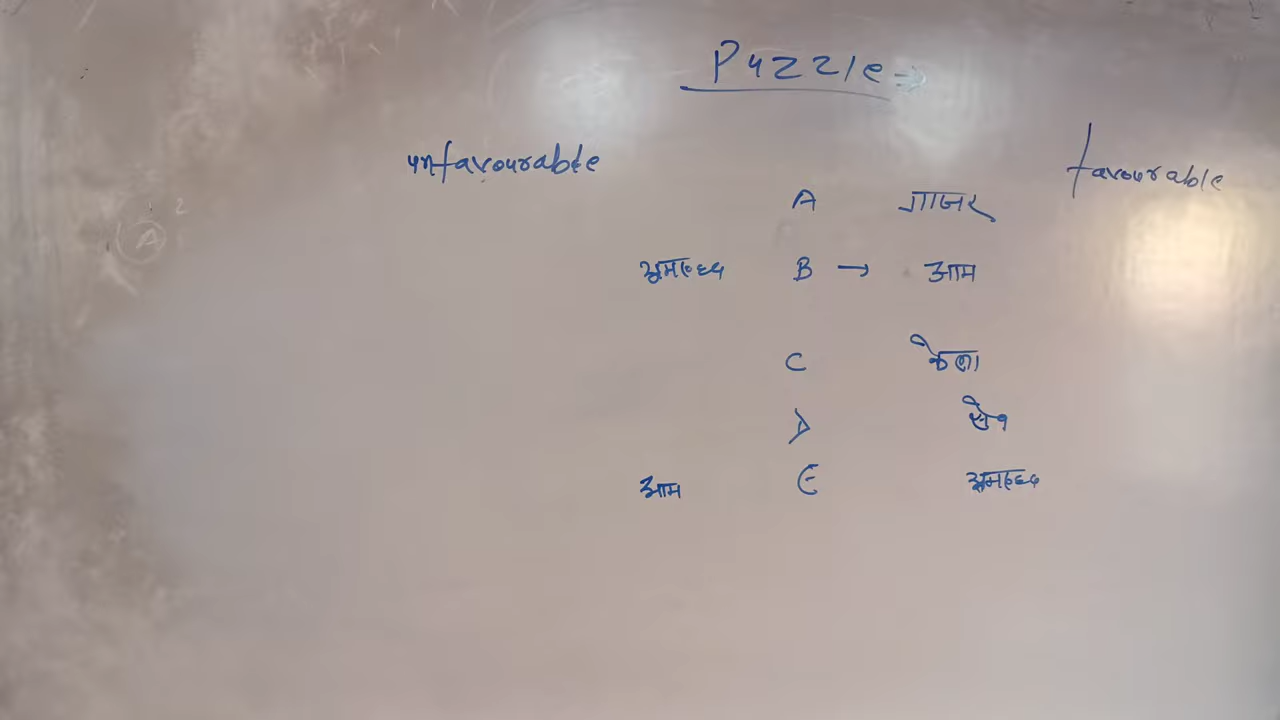 Puzzle →
unfavourable favourable
A गाजर
अमरुद B → आम
C केला
D सेव
आम E अमरुद
A